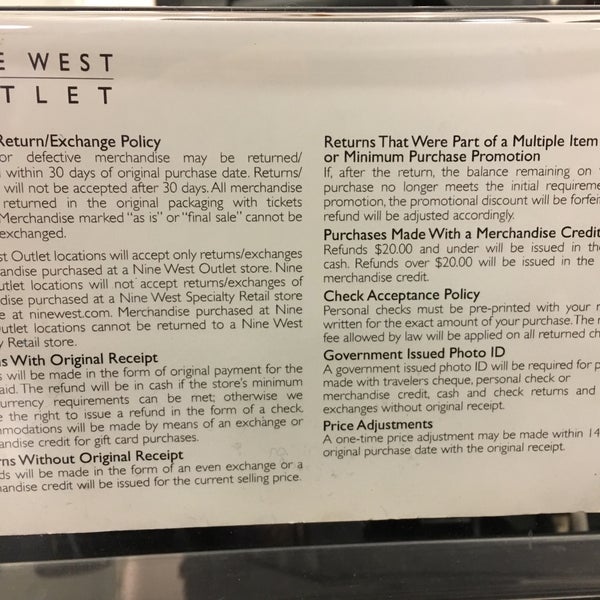 WEST
TLET
Return/Exchange Policy
or defective merchandise may be returned/
within 30 days of original purchase date. Returns/
will not be accepted after 30 days. All merchandise
returned in the original packaging with tickets
Merchandise marked "as is" or "final sale" cannot be
exchanged.
Outlet locations will accept only returns/exchanges
purchased at a Nine West Outlet store. Nine
locations will not accept returns/exchanges of
purchased at a Nine West Specialty Retail store
at ninewest.com. Merchandise purchased at Nine
locations cannot be returned to a Nine West
Retail store.
With Original Receipt
will be made in the form of original payment for the
The refund will be in cash if the store's minimum
currency requirements can be met; otherwise we
the right to issue a refund in the form of a check.
will be made by means of an exchange or
credit for gift card purchases.
Without Original Receipt
will be made in the form of an even exchange or a
credit will be issued for the current selling price.
Returns That Were Part of a Multiple Item
or Minimum Purchase Promotion
If, after the return, the balance remaining on
purchase no longer meets the initial
promotion, the promotional discount will be
refund will be adjusted accordingly.
Purchases Made With a Merchandise Credit
Refunds $20.00 and under will be issued in the
cash. Refunds over $20.00 will be issued in the
merchandise credit.
Check Acceptance Policy
Personal checks must be pre-printed with your
written for the exact amount of your purchase. The
fee allowed by law will be applied on all returned
Government Issued Photo ID
A government issued photo ID will be required for
made with travelers cheque, personal check or
merchandise credit, cash and check returns and
exchanges without original receipt.
Price Adjustments
A one-time price adjustment may be made within 14
original purchase date with the original receipt.